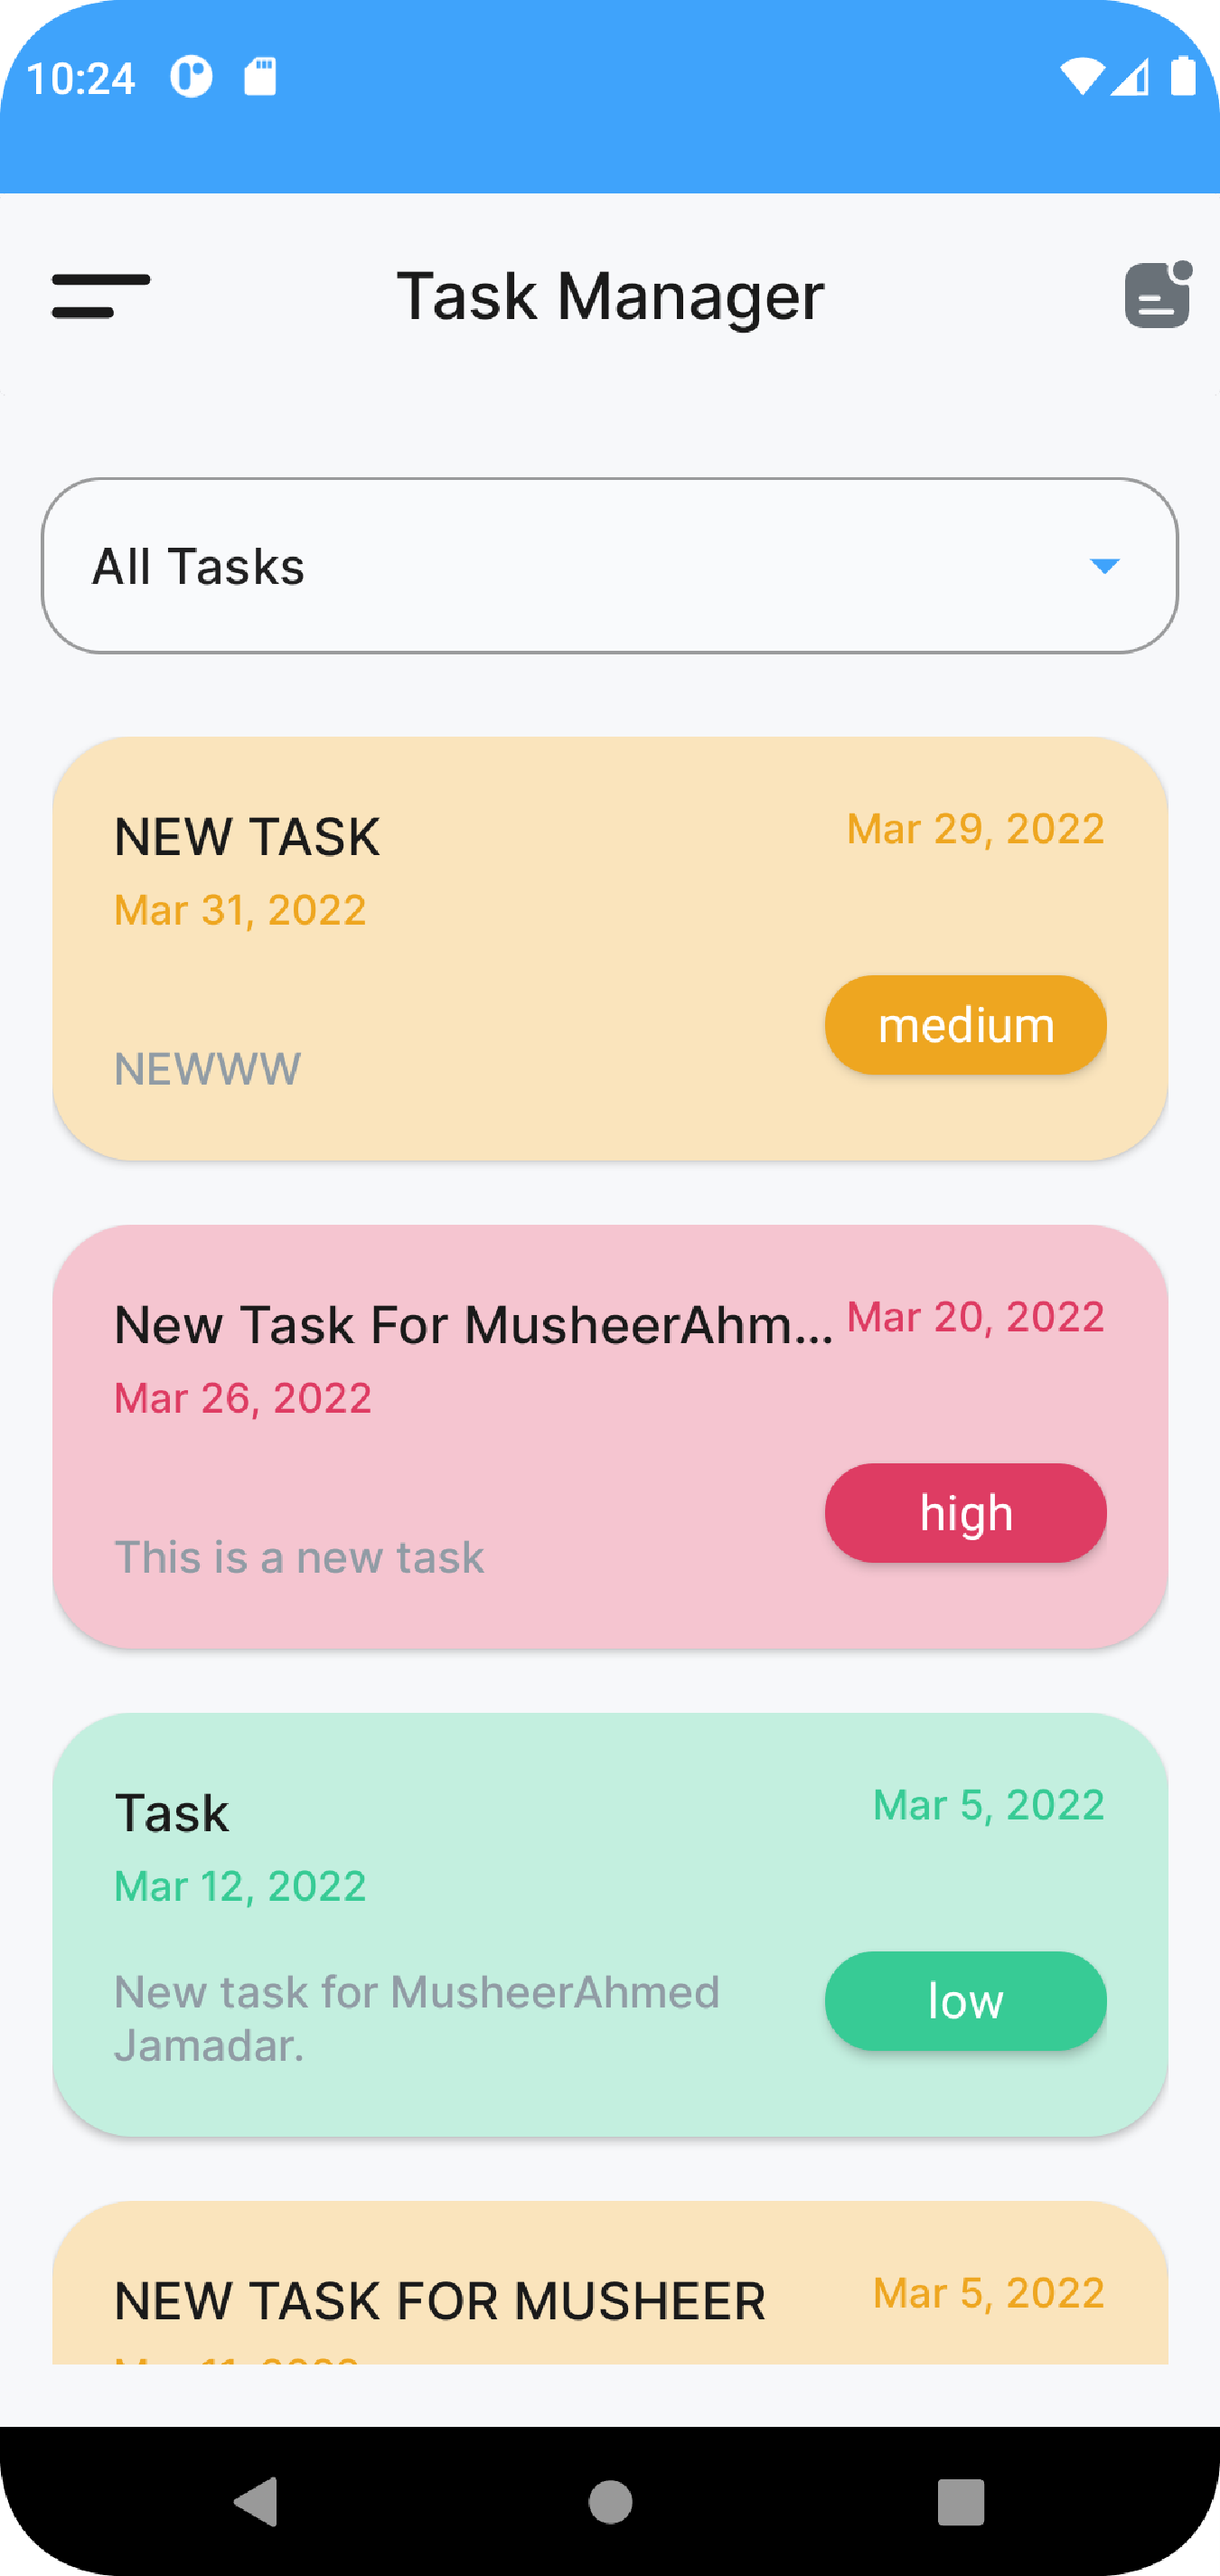 10:24
Task Manager
All Tasks
NEW TASK
Mar 29, 2022
Mar 31, 2022
medium
NEWWW
New Task For MusheerAhm...
Mar 20, 2022
Mar 26, 2022
high
This is a new task
Task
Mar 5, 2022
Mar 12, 2022
New task for MusheerAhmed
Jamadar.
low
NEW TASK FOR MUSHEER
Mar 5, 2022